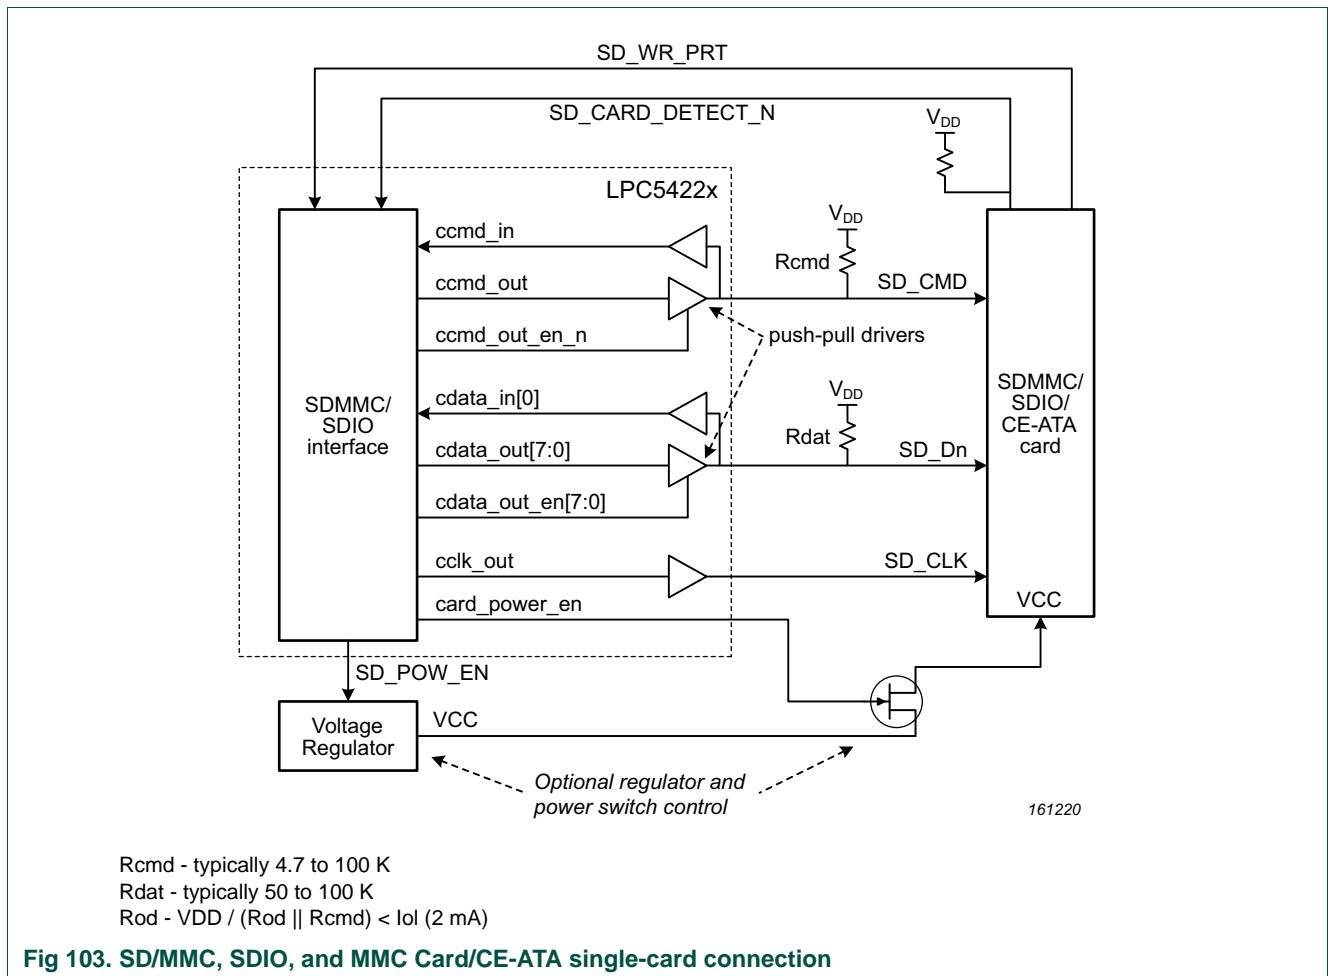 SD_WR_PRT
SD_CARD_DETECT_N
VDD
LPC5422x
ccmd_in
VDD
Rcmd
ccmd_out
SD_CMD
ccmd_out_en_n
push-pull drivers
SDMMC/
SDIO
interface
SDMMC/
SDIO/
CE-ATA
card
cdata_in[0]
VDD
Rdat
cdata_out[7:0]
SD_Dn
cdata_out_en[7:0]
cclk_out
SD_CLK
card_power_en
VCC
SD_POW_EN
Voltage
Regulator
VCC
Optional regulator and
power switch control
161220
Rcmd - typically 4.7 to 100 K
Rdat - typically 50 to 100 K
Rod - VDD / (Rod || Rcmd) < Iol (2 mA)
Fig 103. SD/MMC, SDIO, and MMC Card/CE-ATA single-card connection